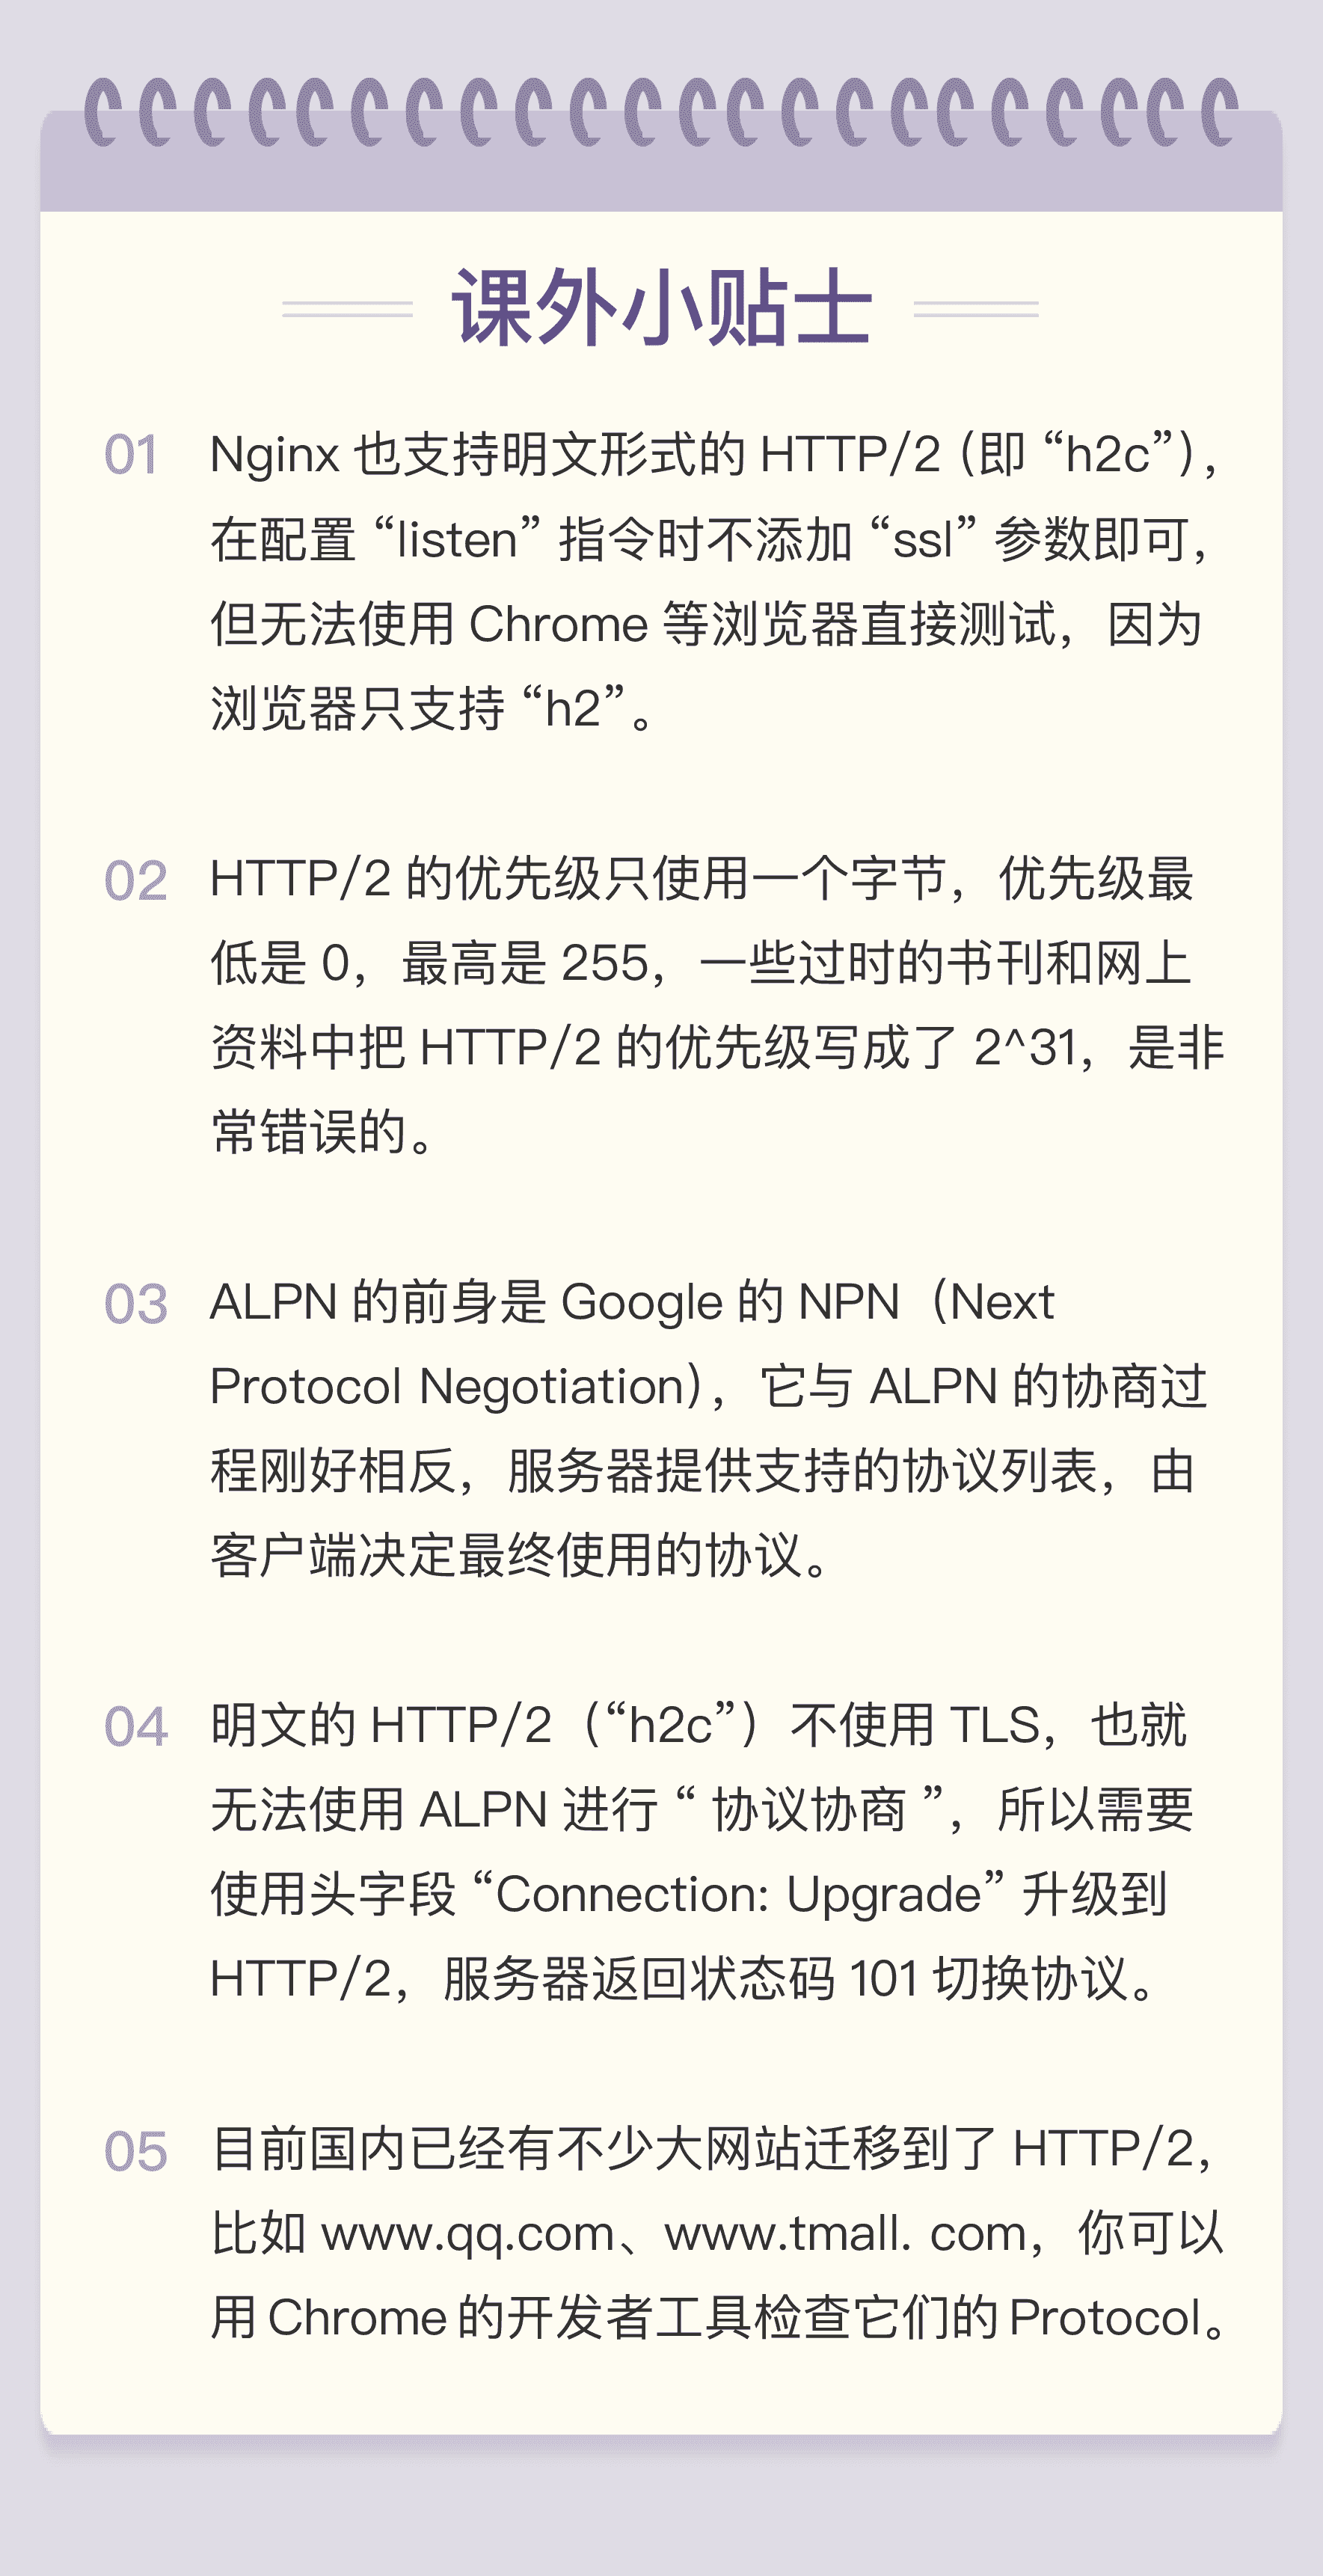 课外小贴士
01 Nginx 也支持明文形式的 HTTP/2 (即 “h2c”)，
在配置 “listen” 指令时不添加 “ssl” 参数即可，
但无法使用 Chrome 等浏览器直接测试，因为
浏览器只支持 “h2”。
02 HTTP/2 的优先级只使用一个字节，优先级最
低是 0，最高是 255，一些过时的书刊和网上
资料中把 HTTP/2 的优先级写成了 2^31，是非
常错误的。
03 ALPN 的前身是 Google 的 NPN（Next
Protocol Negotiation)，它与 ALPN 的协商过
程刚好相反，服务器提供支持的协议列表，由
客户端决定最终使用的协议。
04 明文的 HTTP/2（“h2c”）不使用 TLS，也就
无法使用 ALPN 进行 “ 协议协商 ”，所以需要
使用头字段 “Connection: Upgrade” 升级到
HTTP/2，服务器返回状态码 101 切换协议。
05 目前国内已经有不少大网站迁移到了 HTTP/2，
比如 www.qq.com、www.tmall. com，你可以
用 Chrome 的开发者工具检查它们的 Protocol。